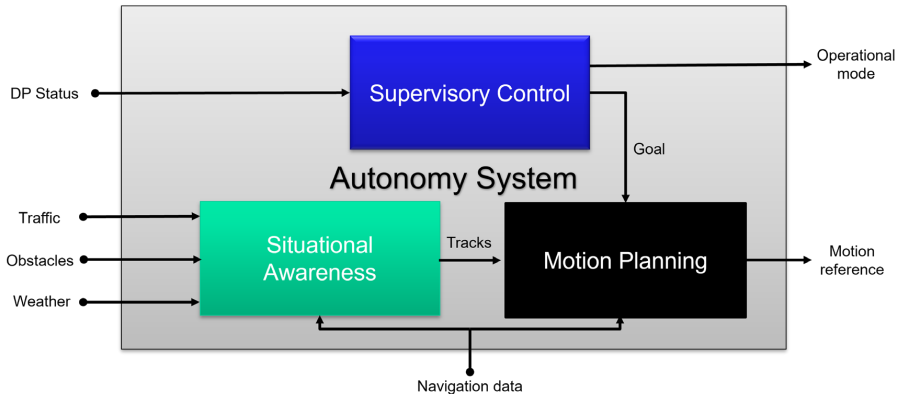 Operational
mode
DP Status
Supervisory Control
Goal
Autonomy System
Traffic
Obstacles
Weather
Situational
Awareness
Tracks
Motion Planning
Motion
reference
Navigation data